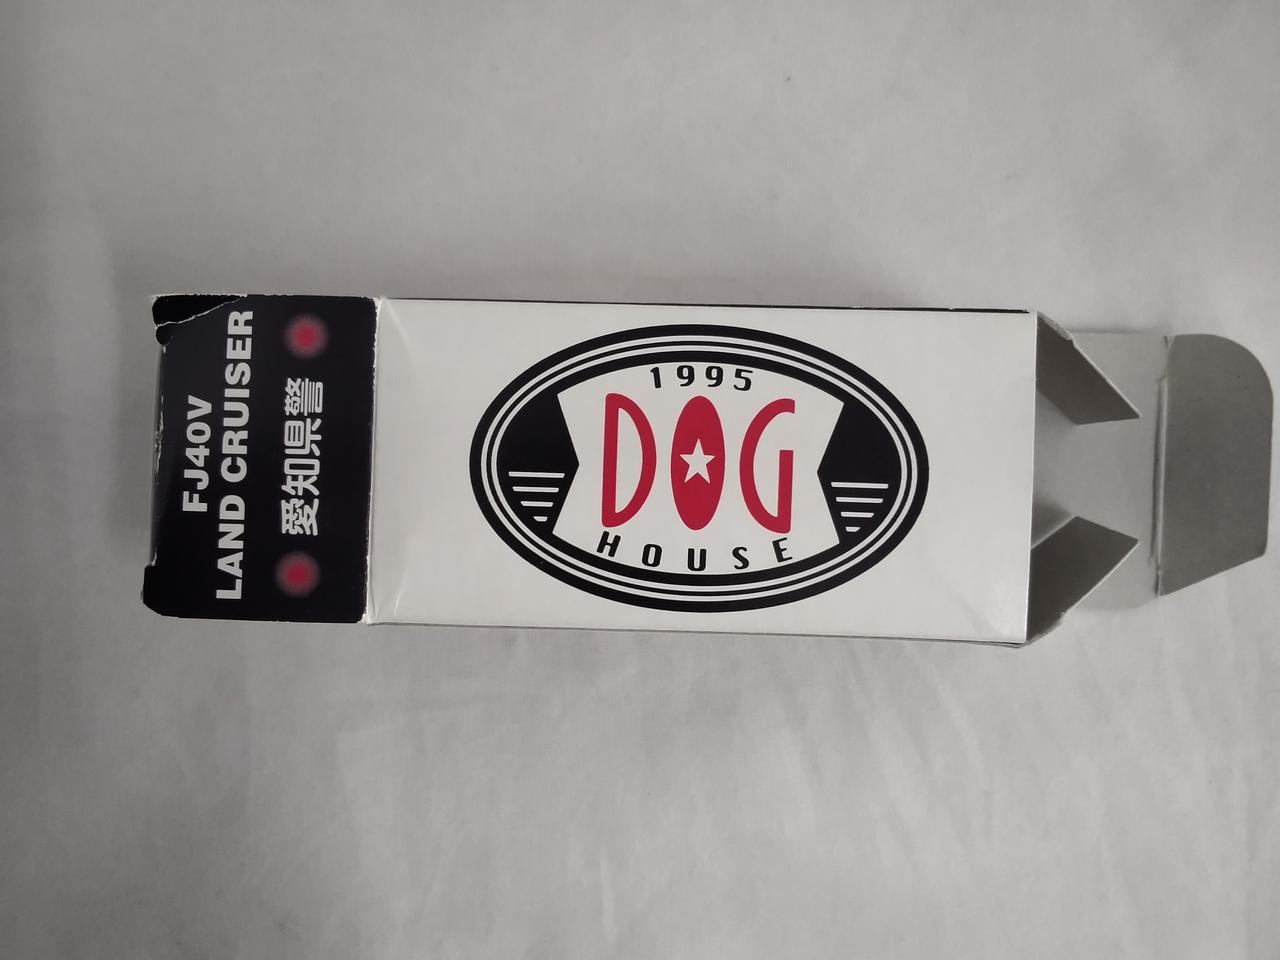 FJ40V
LAND CRUISER
愛知県警
1995
DOG
HOUSE